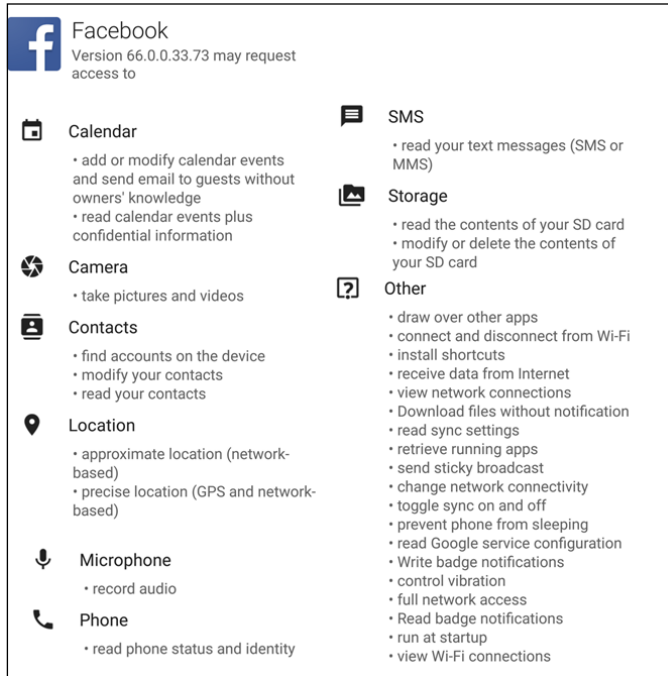 Facebook
Version 66.0.0.33.73 may request
access to
Calendar
• add or modify calendar events
and send email to guests without
owners' knowledge
• read calendar events plus
confidential information
Camera
• take pictures and videos
Contacts
• find accounts on the device
• modify your contacts
• read your contacts
Location
• approximate location (network-
based)
• precise location (GPS and network-
based)
Microphone
• record audio
Phone
• read phone status and identity
SMS
• read your text messages (SMS or
MMS)
Storage
• read the contents of your SD card
• modify or delete the contents of
your SD card
Other
• draw over other apps
• connect and disconnect from Wi-Fi
• install shortcuts
• receive data from Internet
• view network connections
• Download files without notification
• read sync settings
• retrieve running apps
• send sticky broadcast
• change network connectivity
• toggle sync on and off
• prevent phone from sleeping
• read Google service configuration
• Write badge notifications
• control vibration
• full network access
• Read badge notifications
• run at startup
• view Wi-Fi connections